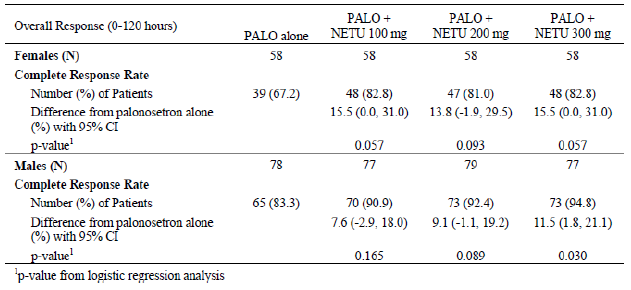 Overall Response (0-120 hours) PALO alone PALO + NETU 100 mg PALO + NETU 200 mg PALO + NETU 300 mg
Females (N) 58 58 58 58
Complete Response Rate
Number (%) of Patients 39 (67.2) 48 (82.8) 47 (81.0) 48 (82.8)
Difference from palonosetron alone 15.5 (0.0, 31.0) 13.8 (-1.9, 29.5) 15.5 (0.0, 31.0)
(%) with 95% CI
p-value¹ 0.057 0.093 0.057
Males (N) 78 77 79 77
Complete Response Rate
Number (%) of Patients 65 (83.3) 70 (90.9) 73 (92.4) 73 (94.8)
Difference from palonosetron alone 7.6 (-2.9, 18.0) 9.1 (-1.1, 19.2) 11.5 (1.8, 21.1)
(%) with 95% CI
p-value¹ 0.165 0.089 0.030
¹p-value from logistic regression analysis